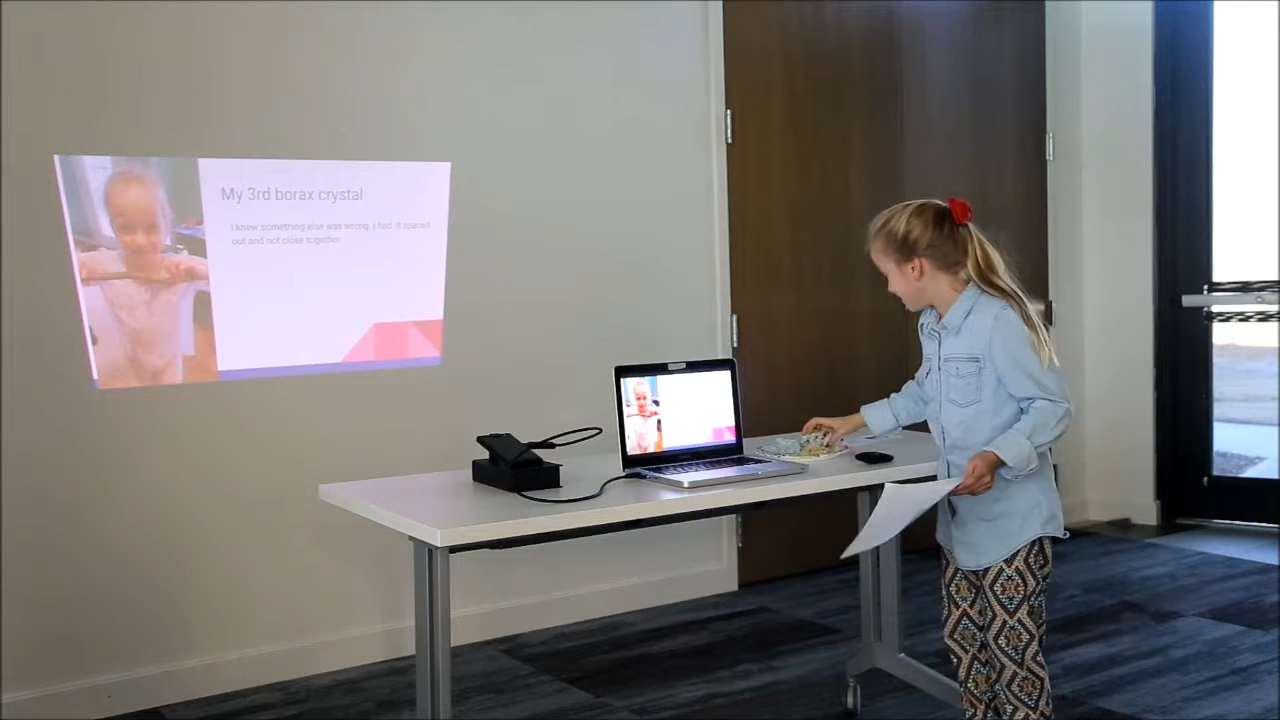 My 3rd borax crystal
I knew something else was wrong. I had it spaced
out and not close together.